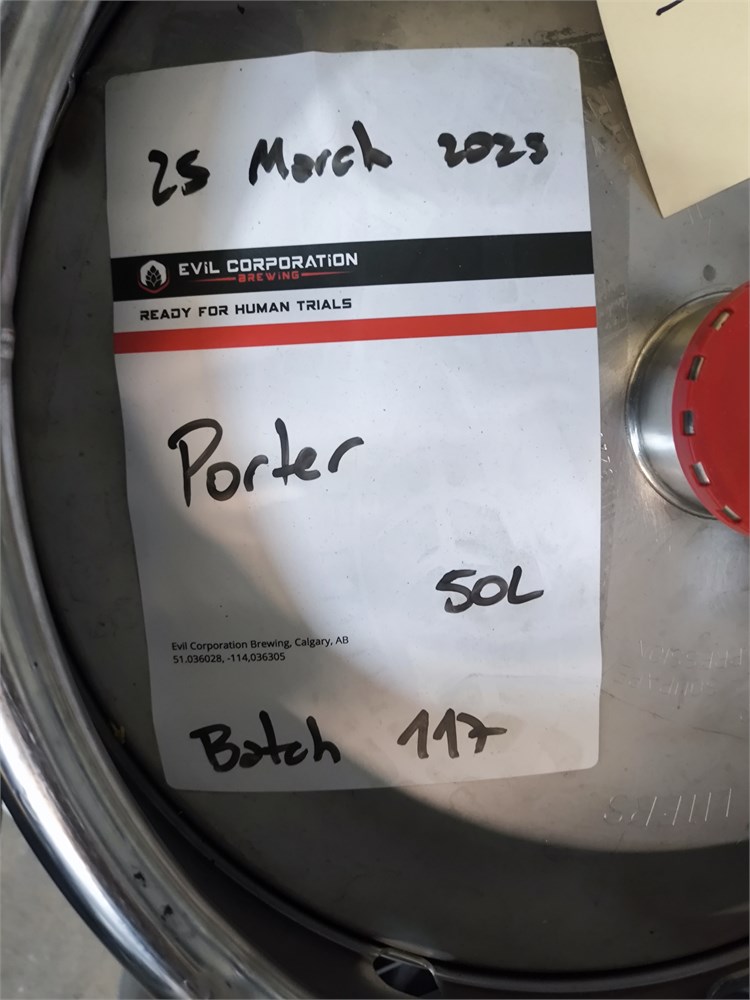 25 March 2023
EViL CORPORATiON
BREWiNG
READY FOR HUMAN TRIALS
Porter
50L
Evil Corporation Brewing, Calgary, AB
51.036028, -114,036305
Batch 117